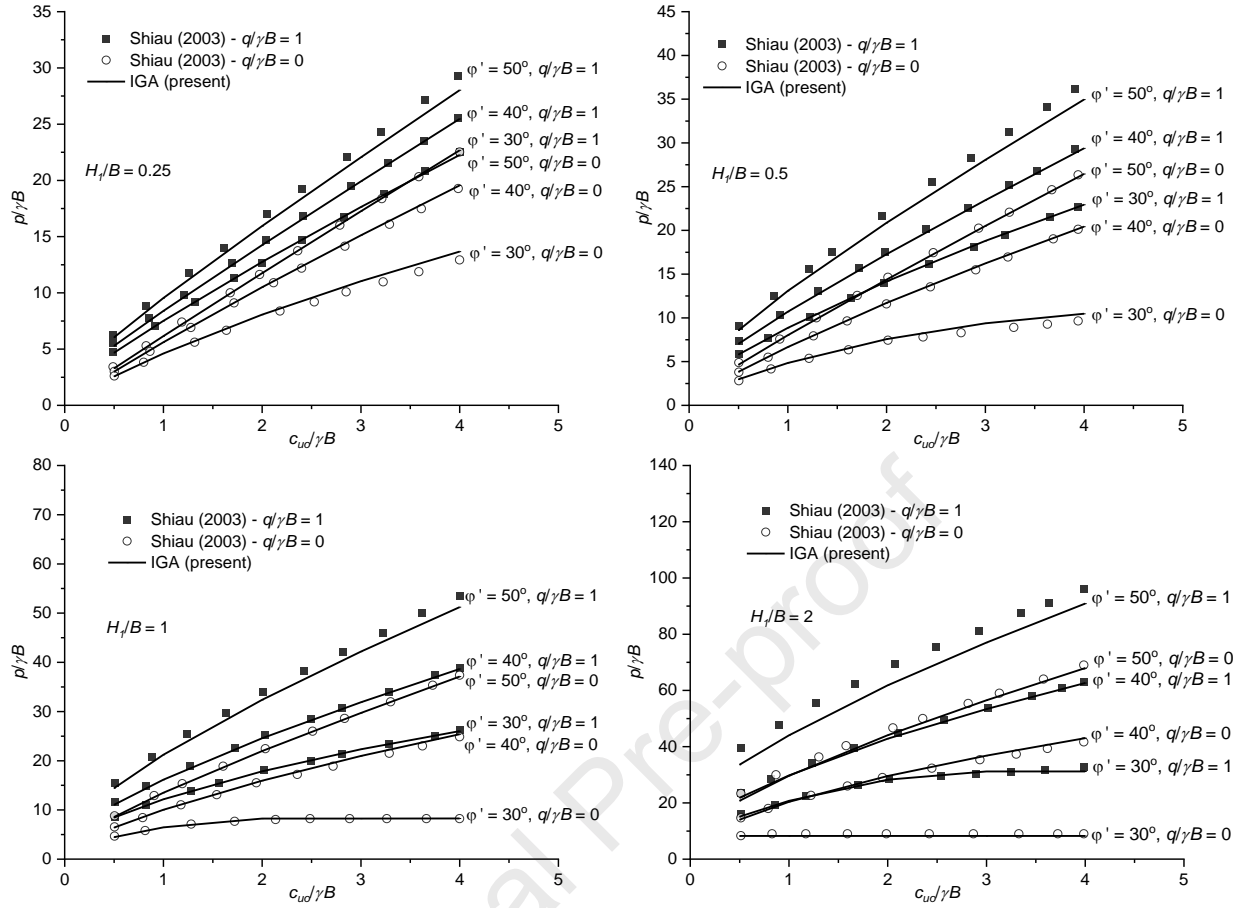 35
30
25
20
15
10
5
0
Shiau (2003) - q/γB = 1
Shiau (2003) - q/γB = 0
IGA (present)
H₁/B = 0.25
φ' = 50°, q/γB = 1
φ' = 40°, q/γB = 1
φ' = 30°, q/γB = 1
φ' = 50°, q/γB = 0
φ' = 40°, q/γB = 0
φ' = 30°, q/γB = 0
p/γB
0 1 2 3 4 5
c_uo/γB
45
40
35
30
25
20
15
10
5
0
Shiau (2003) - q/γB = 1
Shiau (2003) - q/γB = 0
IGA (present)
H₁/B = 0.5
φ' = 50°, q/γB = 1
φ' = 40°, q/γB = 1
φ' = 50°, q/γB = 0
φ' = 30°, q/γB = 1
φ' = 40°, q/γB = 0
φ' = 30°, q/γB = 0
p/γB
0 1 2 3 4 5
c_uo/γB
80
70
60
50
40
30
20
10
0
Shiau (2003) - q/γB = 1
Shiau (2003) - q/γB = 0
IGA (present)
H₁/B = 1
φ' = 50°, q/γB = 1
φ' = 40°, q/γB = 1
φ' = 50°, q/γB = 0
φ' = 30°, q/γB = 1
φ' = 40°, q/γB = 0
φ' = 30°, q/γB = 0
p/γB
0 1 2 3 4 5
c_uo/γB
140
120
100
80
60
40
20
0
Shiau (2003) - q/γB = 1
Shiau (2003) - q/γB = 0
IGA (present)
H₁/B = 2
φ' = 50°, q/γB = 1
φ' = 50°, q/γB = 0
φ' = 40°, q/γB = 1
φ' = 40°, q/γB = 0
φ' = 30°, q/γB = 1
φ' = 30°, q/γB = 0
p/γB
0 1 2 3 4 5
c_uo/γB
al Pre-proof